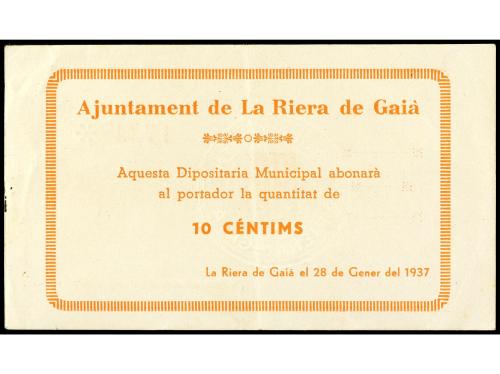 Ajuntament de La Riera de Gaià
Aquesta Dipositaria Municipal abonarà
al portador la quantitat de
10 CÉNTIMS
La Riera de Gaià el 28 de Gener del 1937